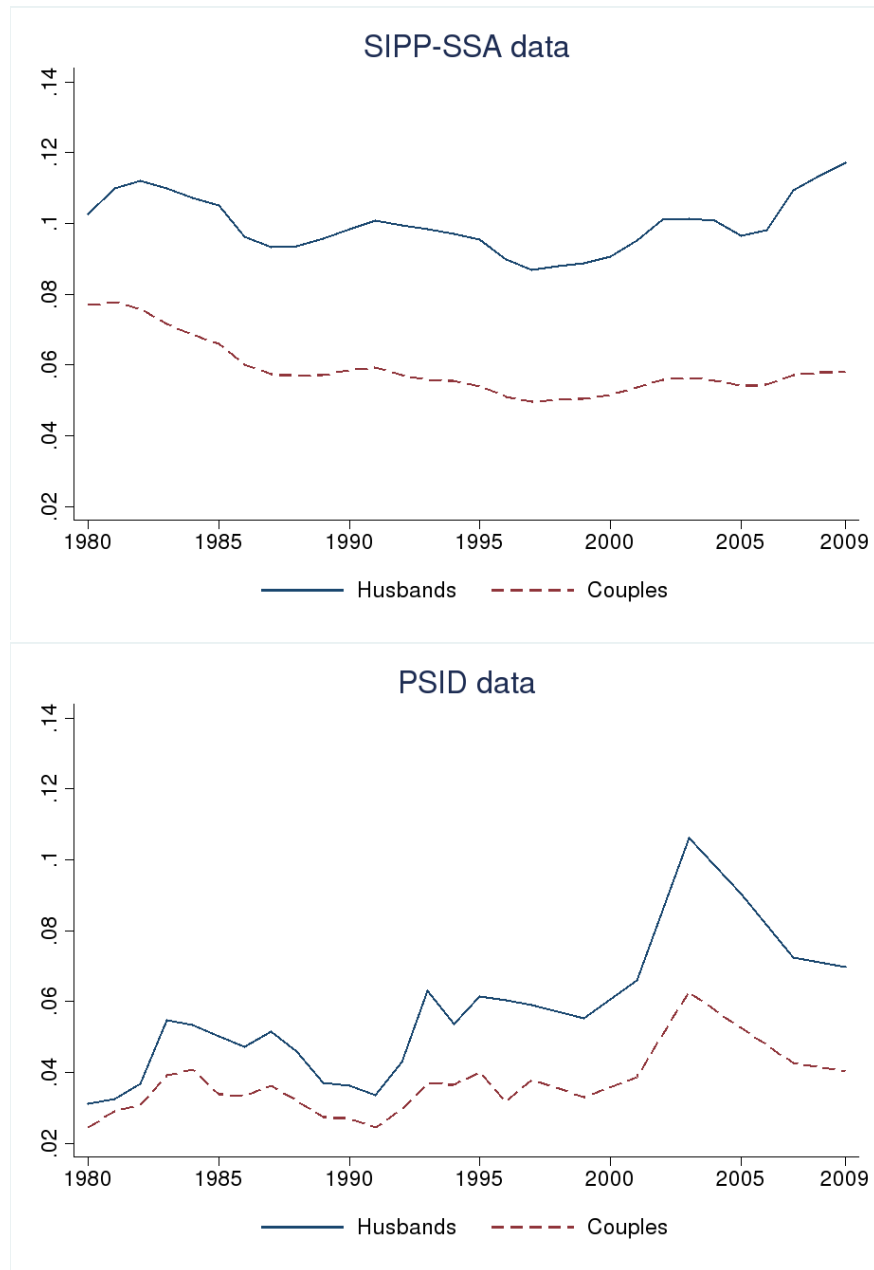 SIPP-SSA data
.14
.12
.1
.08
.06
.04
.02
1980 1985 1990 1995 2000 2005 2009
Husbands Couples
PSID data
.14
.12
.1
.08
.06
.04
.02
1980 1985 1990 1995 2000 2005 2009
Husbands Couples